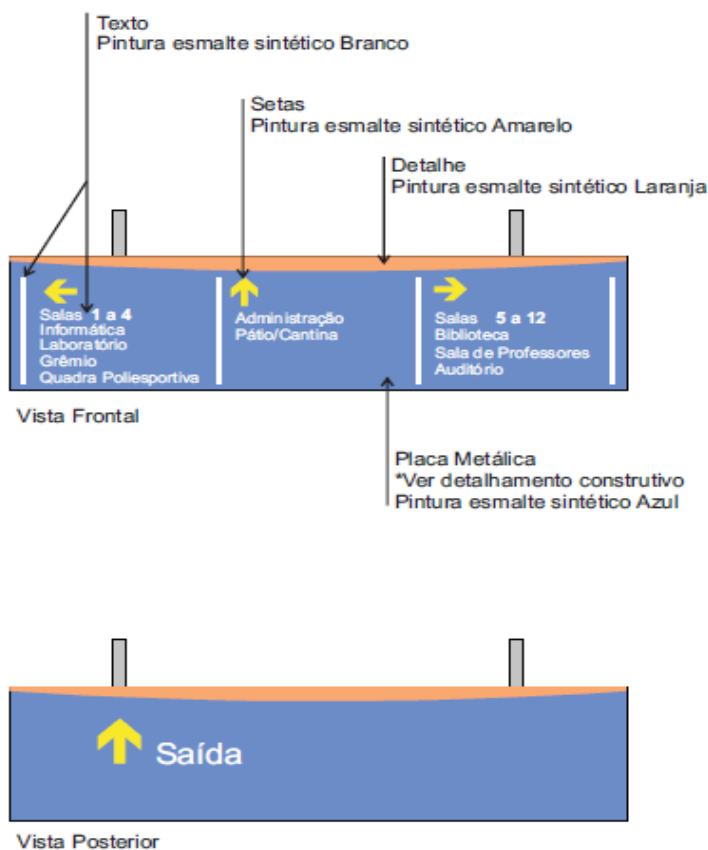 Texto
Pintura esmalte sintético Branco
Setas
Pintura esmalte sintético Amarelo
Detalhe
Pintura esmalte sintético Laranja
Salas 1 a 4
Informática
Laboratório
Grêmio
Quadra Poliesportiva
Administração
Pátio/Cantina
Salas 5 a 12
Biblioteca
Sala de Professores
Auditório
Vista Frontal
Placa Metálica
*Ver detalhamento construtivo
Pintura esmalte sintético Azul
Saída
Vista Posterior